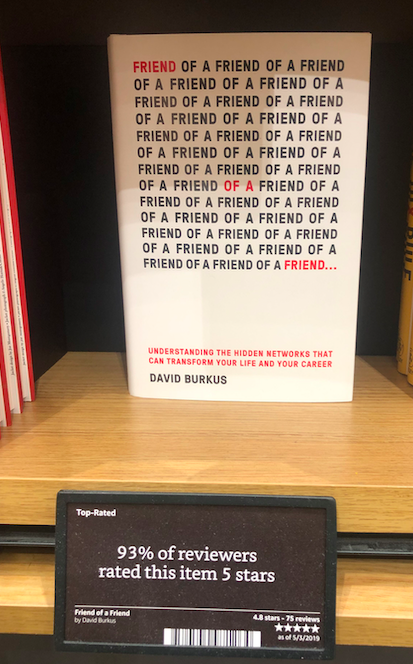 FRIEND OF A FRIEND OF A FRIEND
OF A FRIEND OF A FRIEND OF A
FRIEND OF A FRIEND OF A FRIEND
OF A FRIEND OF A FRIEND OF A
FRIEND OF A FRIEND OF A FRIEND
OF A FRIEND OF A FRIEND OF A
FRIEND OF A FRIEND OF A FRIEND
OF A FRIEND OF A FRIEND OF A
FRIEND OF A FRIEND OF A FRIEND
OF A FRIEND OF A FRIEND OF A
FRIEND OF A FRIEND OF A FRIEND
OF A FRIEND OF A FRIEND OF A
FRIEND OF A FRIEND OF A FRIEND...
UNDERSTANDING THE HIDDEN NETWORKS THAT
CAN TRANSFORM YOUR LIFE AND YOUR CAREER
DAVID BURKUS
Top-Rated
93% of reviewers
rated this item 5 stars
Friend of a Friend
by David Burkus
4.8 stars - 75 reviews
as of 5/3/2019